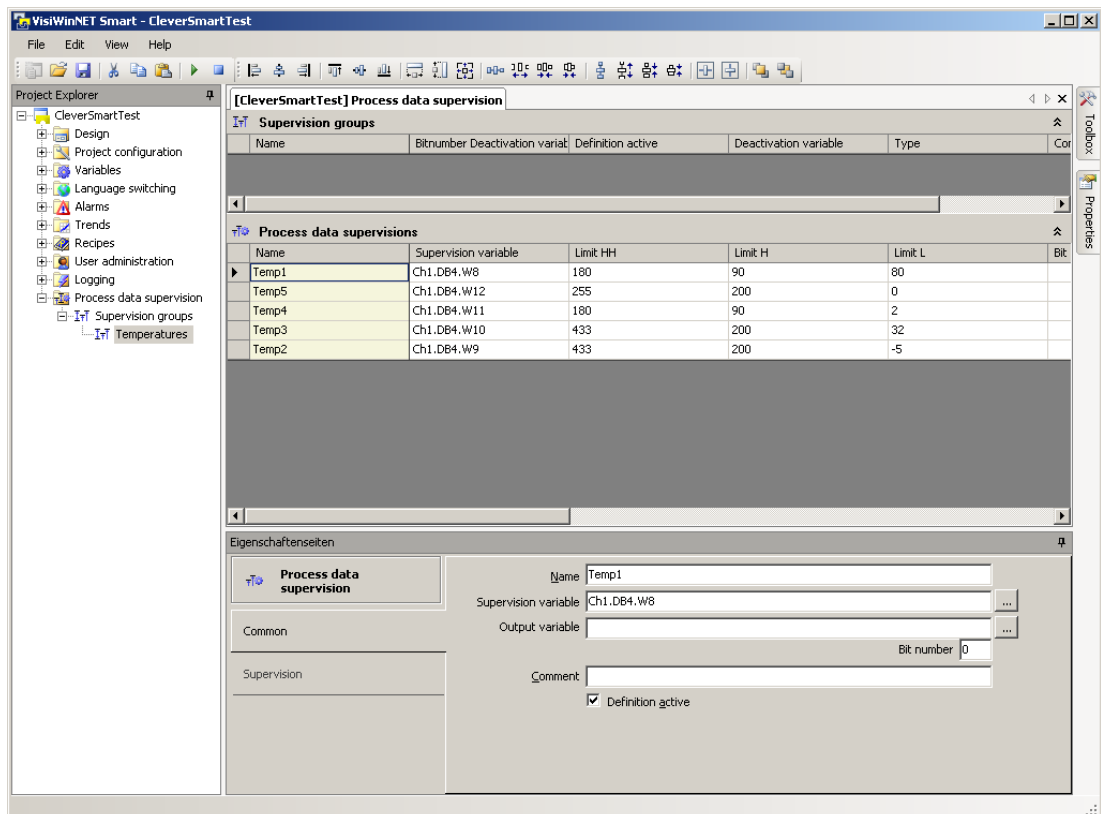 VisiWinNET Smart - CleverSmartTest
File Edit View Help
Project Explorer
CleverSmartTest
Design
Project configuration
Variables
Language switching
Alarms
Trends
Recipes
User administration
Logging
Process data supervision
Supervision groups
Temperatures
[CleverSmartTest] Process data supervision
Supervision groups
Name Bitnumber Deactivation variat Definition active Deactivation variable Type Cor
Process data supervisions
Name Supervision variable Limit HH Limit H Limit L Bit
Temp1 Ch1.DB4.W8 180 90 80
Temp5 Ch1.DB4.W12 255 200 0
Temp4 Ch1.DB4.W11 180 90 2
Temp3 Ch1.DB4.W10 433 200 32
Temp2 Ch1.DB4.W9 433 200 -5
Eigenschaftenseiten
Process data
supervision
Common
Supervision
Name Temp1
Supervision variable Ch1.DB4.W8 ...
Output variable ...
Bit number 0
Comment
Definition active
Toolbox
Properties